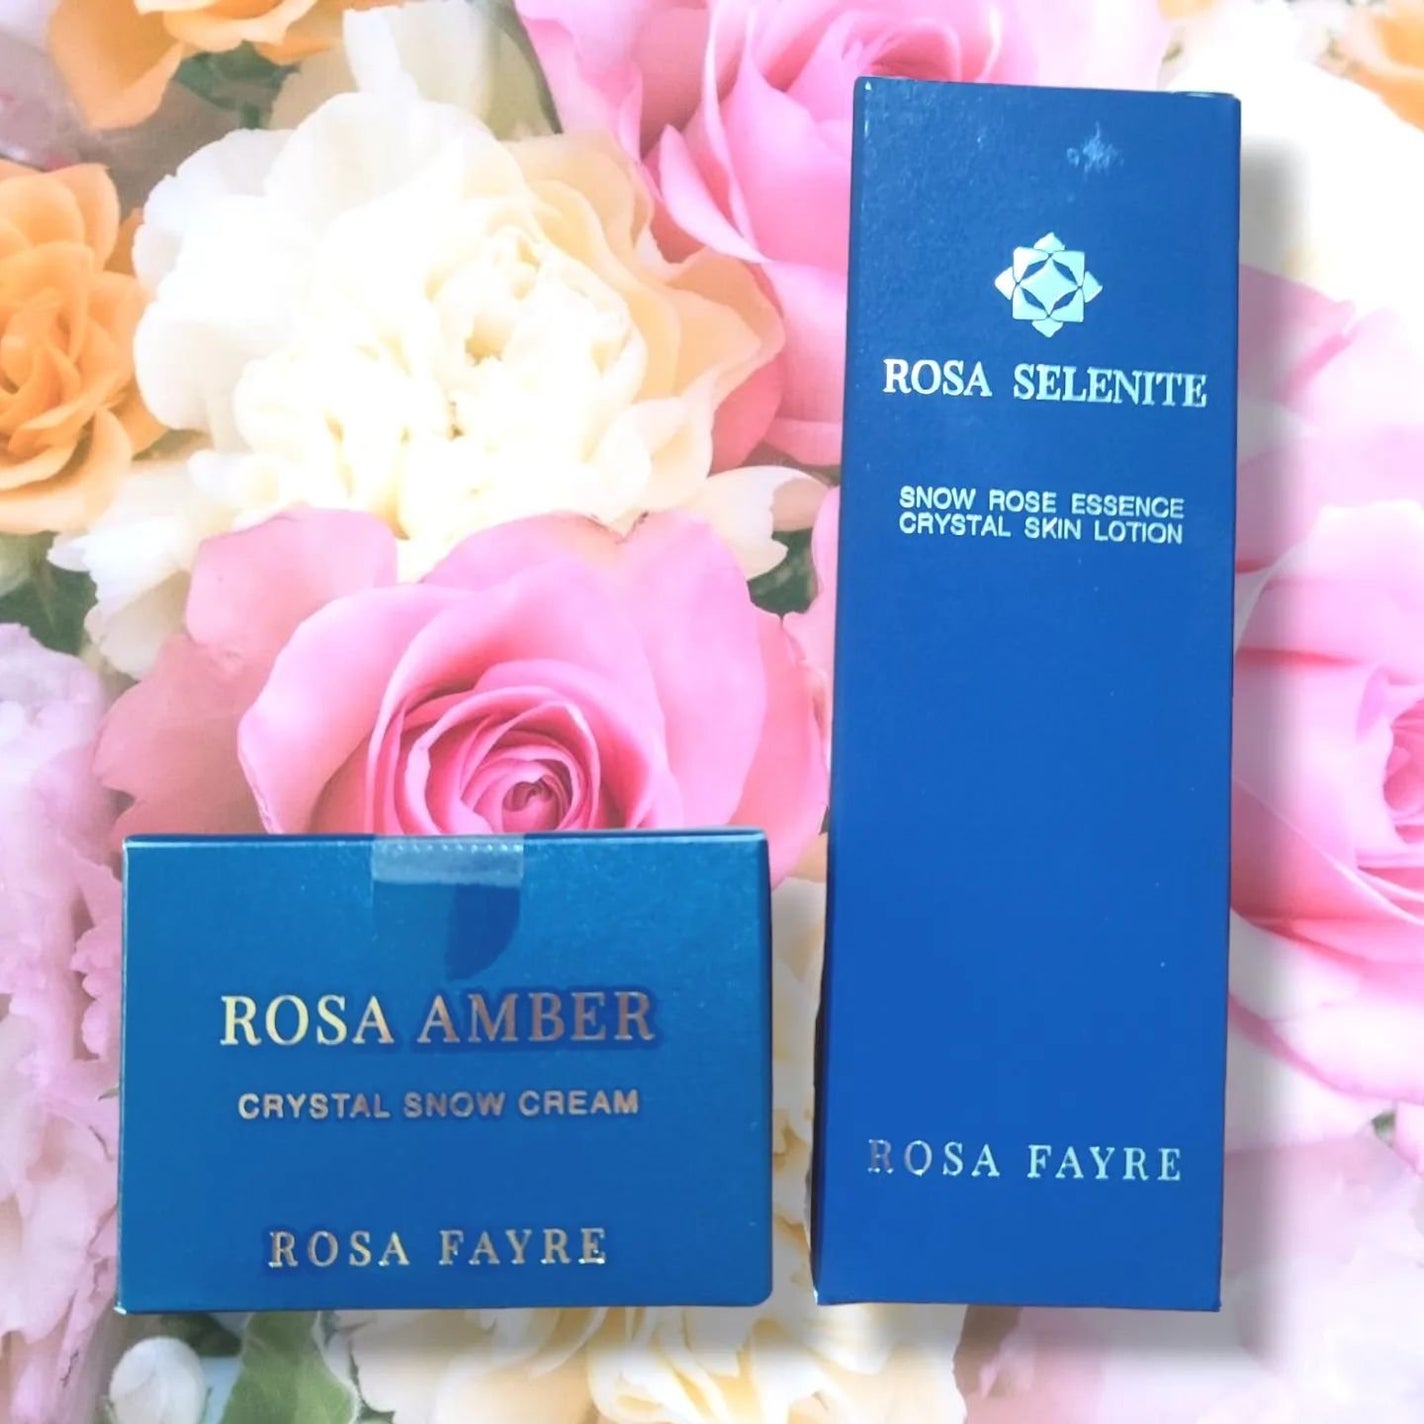 ROSA SELENITE
SNOW ROSE ESSENCE
CRYSTAL SKIN LOTION
ROSA FAYRE
ROSA AMBER
CRYSTAL SNOW CREAM
ROSA FAYRE